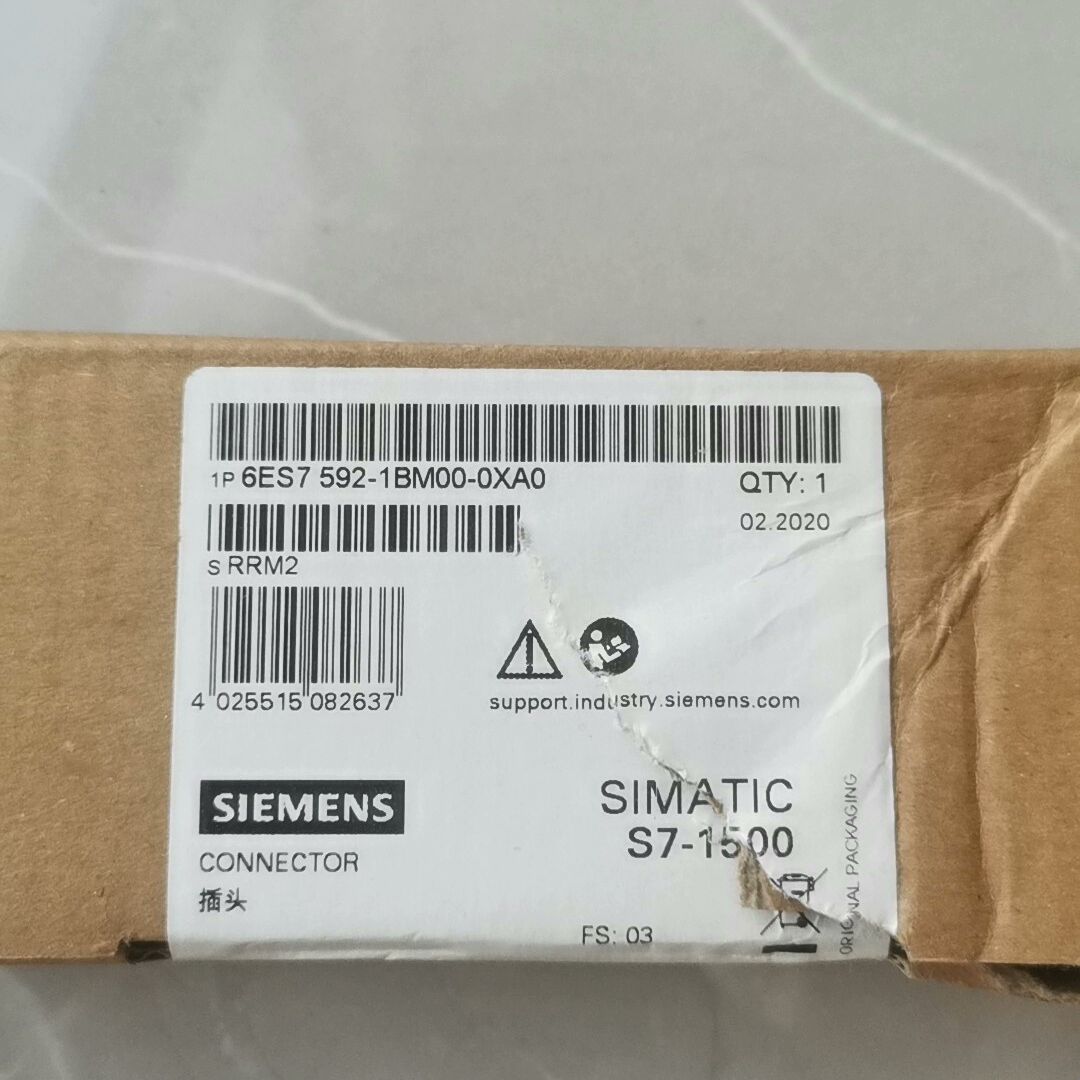 1P 6ES7 592-1BM00-0XA0
QTY: 1
02.2020
S RRM2
4 025515 082637
support.industry.siemens.com
SIEMENS
SIMATIC
S7-1500
CONNECTOR
插头
FS: 03
ORIGINAL PACKAGING